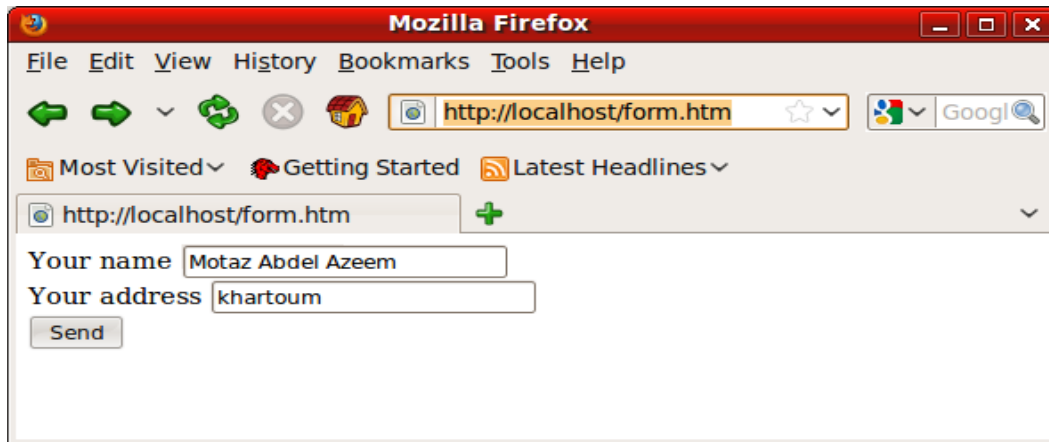 Mozilla Firefox
File Edit View History Bookmarks Tools Help
http://localhost/form.htm Googl
Most Visited Getting Started Latest Headlines
http://localhost/form.htm
Your name Motaz Abdel Azeem
Your address khartoum
Send